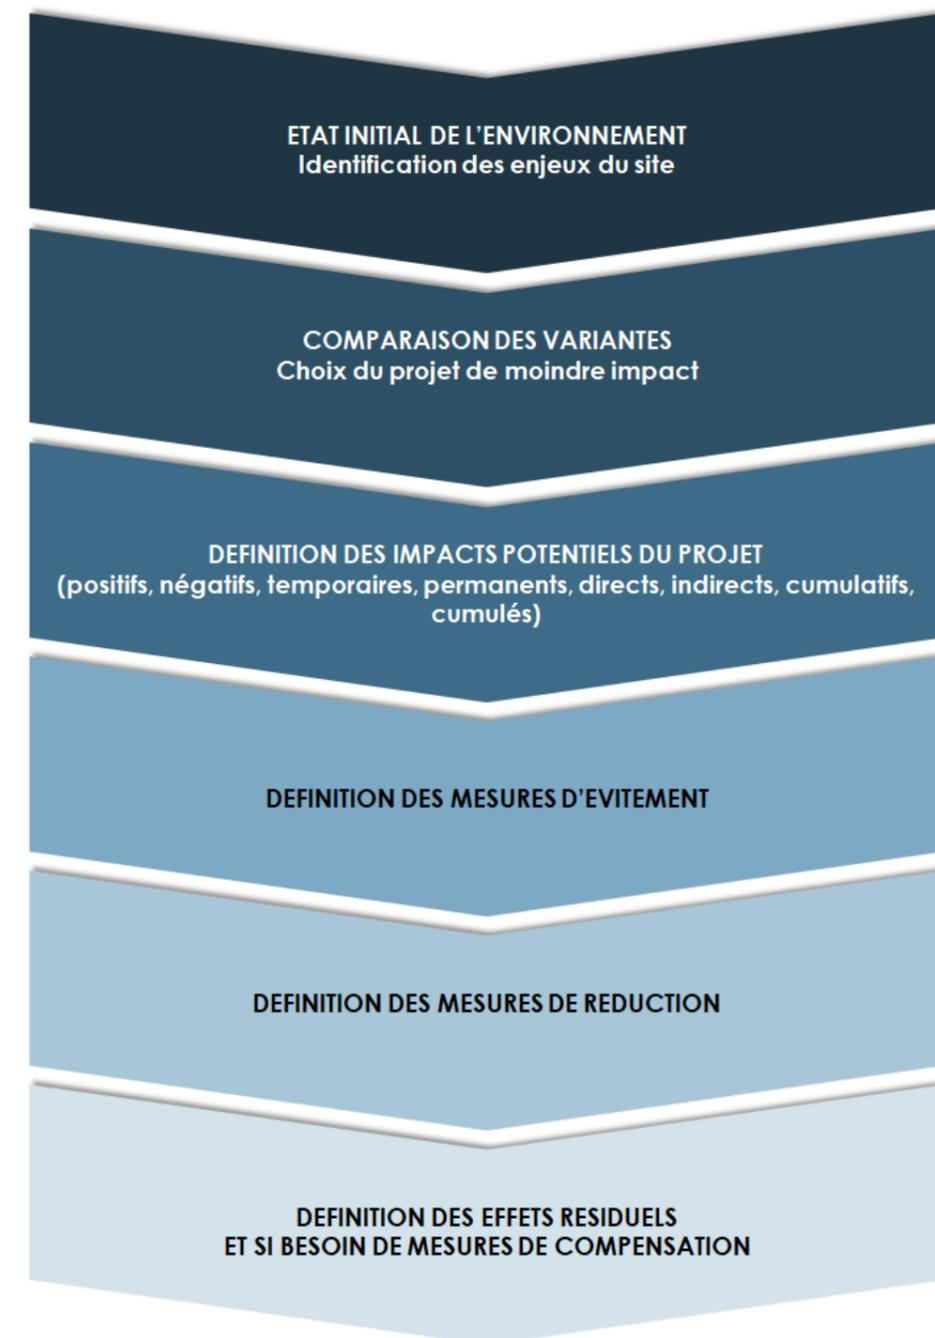 ETAT INITIAL DE L'ENVIRONNEMENT
Identification des enjeux du site
COMPARAISON DES VARIANTES
Choix du projet de moindre impact
DEFINITION DES IMPACTS POTENTIELS DU PROJET
(positifs, négatifs, temporaires, permanents, directs, indirects, cumulatifs,
cumulés)
DEFINITION DES MESURES D'EVITEMENT
DEFINITION DES MESURES DE REDUCTION
DEFINITION DES EFFETS RESIDUELS
ET SI BESOIN DE MESURES DE COMPENSATION